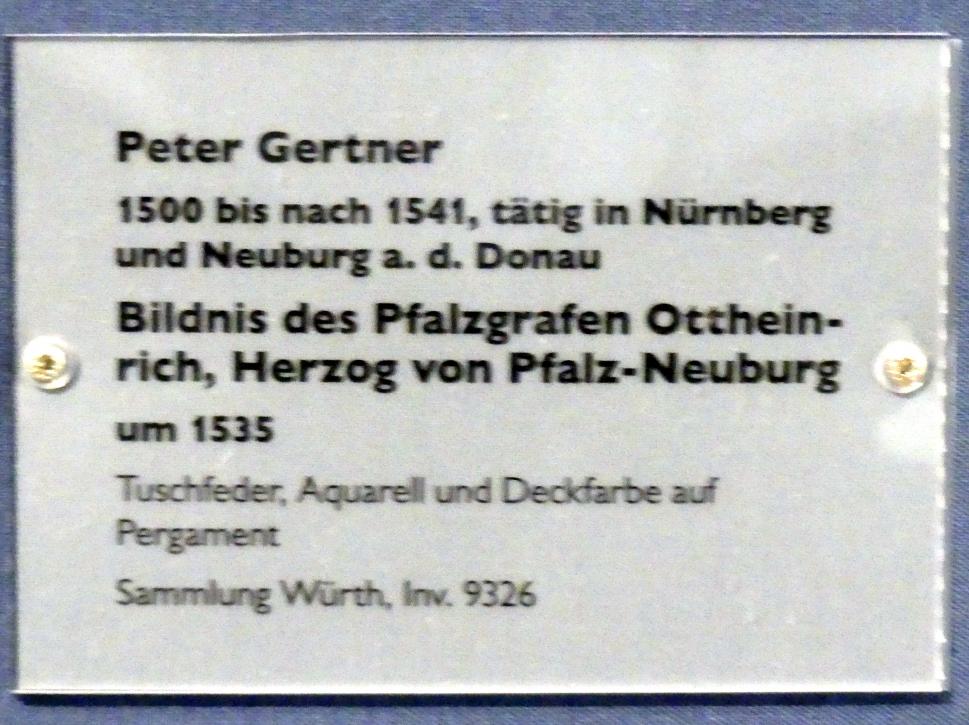 Peter Gertner
1500 bis nach 1541, tätig in Nürnberg
und Neuburg a. d. Donau
Bildnis des Pfalzgrafen Otthein-
rich, Herzog von Pfalz-Neuburg
um 1535
Tuschfeder, Aquarell und Deckfarbe auf
Pergament
Sammlung Würth, Inv. 9326